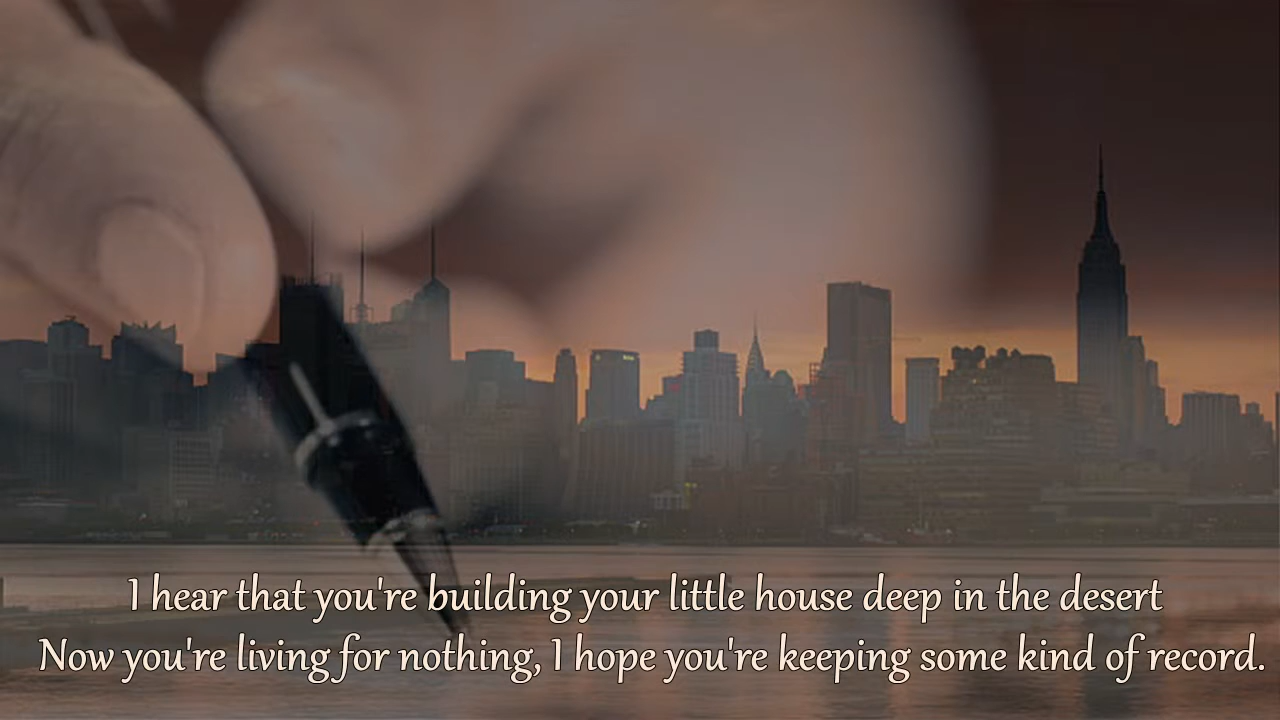 I hear that you're building your little house deep in the desert
Now you're living for nothing, I hope you're keeping some kind of record.